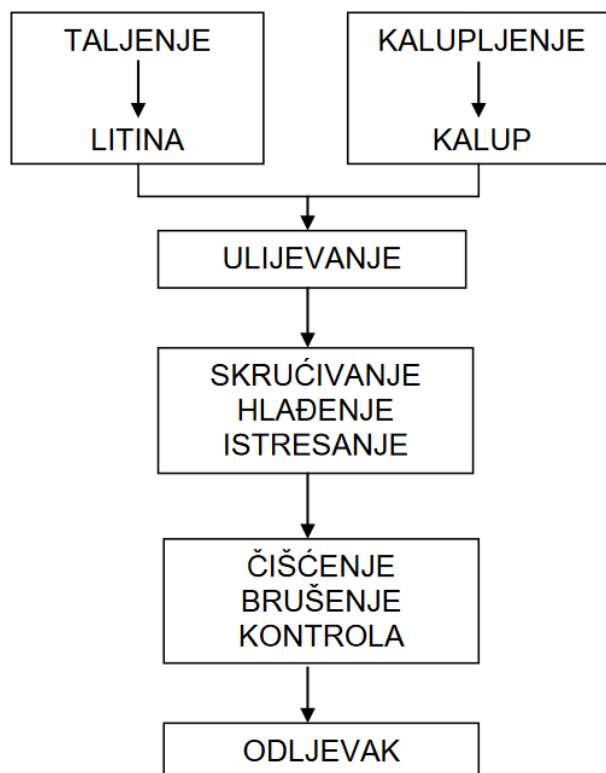 TALJENJE
LITINA
KALUPLJENJE
KALUP
ULIJEVANJE
SKRUĆIVANJE
HLAĐENJE
ISTRESANJE
ČIŠĆENJE
BRUŠENJE
KONTROLA
ODLJEVAK